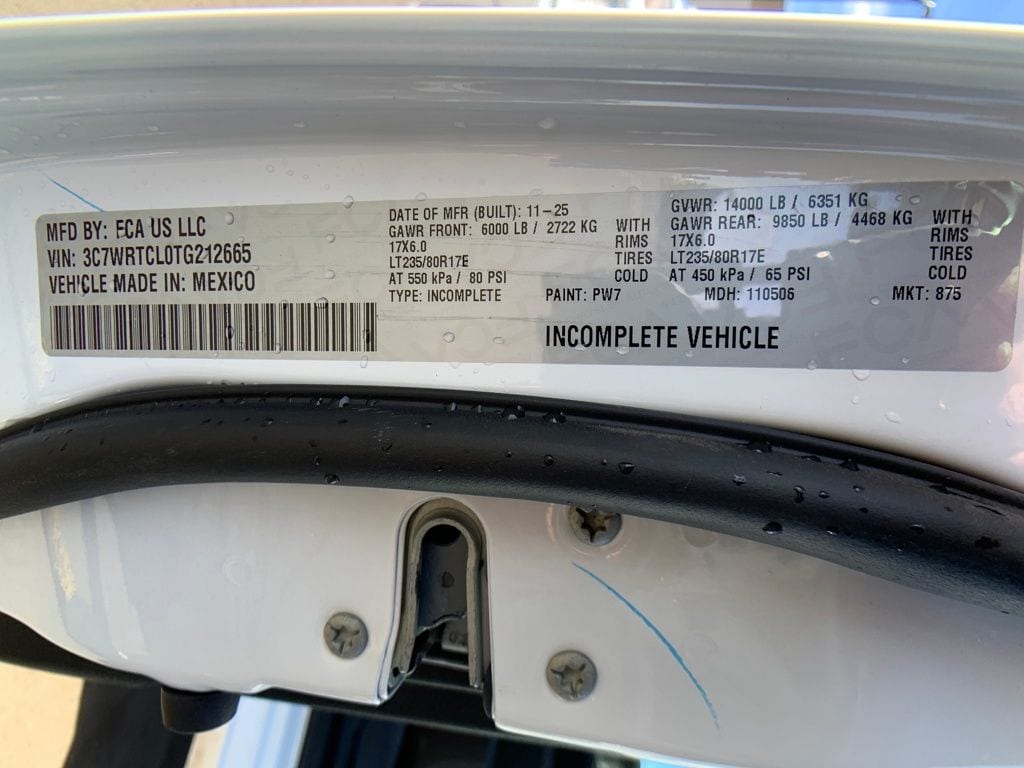 MFD BY: FCA US LLC
VIN: 3C7WRTCL0TG212665
VEHICLE MADE IN: MEXICO
DATE OF MFR (BUILT): 11-25
GAWR FRONT: 6000 LB / 2722 KG WITH
17X6.0 RIMS
LT235/80R17E TIRES
AT 550 kPa / 80 PSI COLD
TYPE: INCOMPLETE
GVWR: 14000 LB / 6351 KG
GAWR REAR: 9850 LB / 4468 KG WITH
17X6.0 RIMS
LT235/80R17E TIRES
AT 450 kPa / 65 PSI COLD
PAINT: PW7 MDH: 110506 MKT: 875
INCOMPLETE VEHICLE